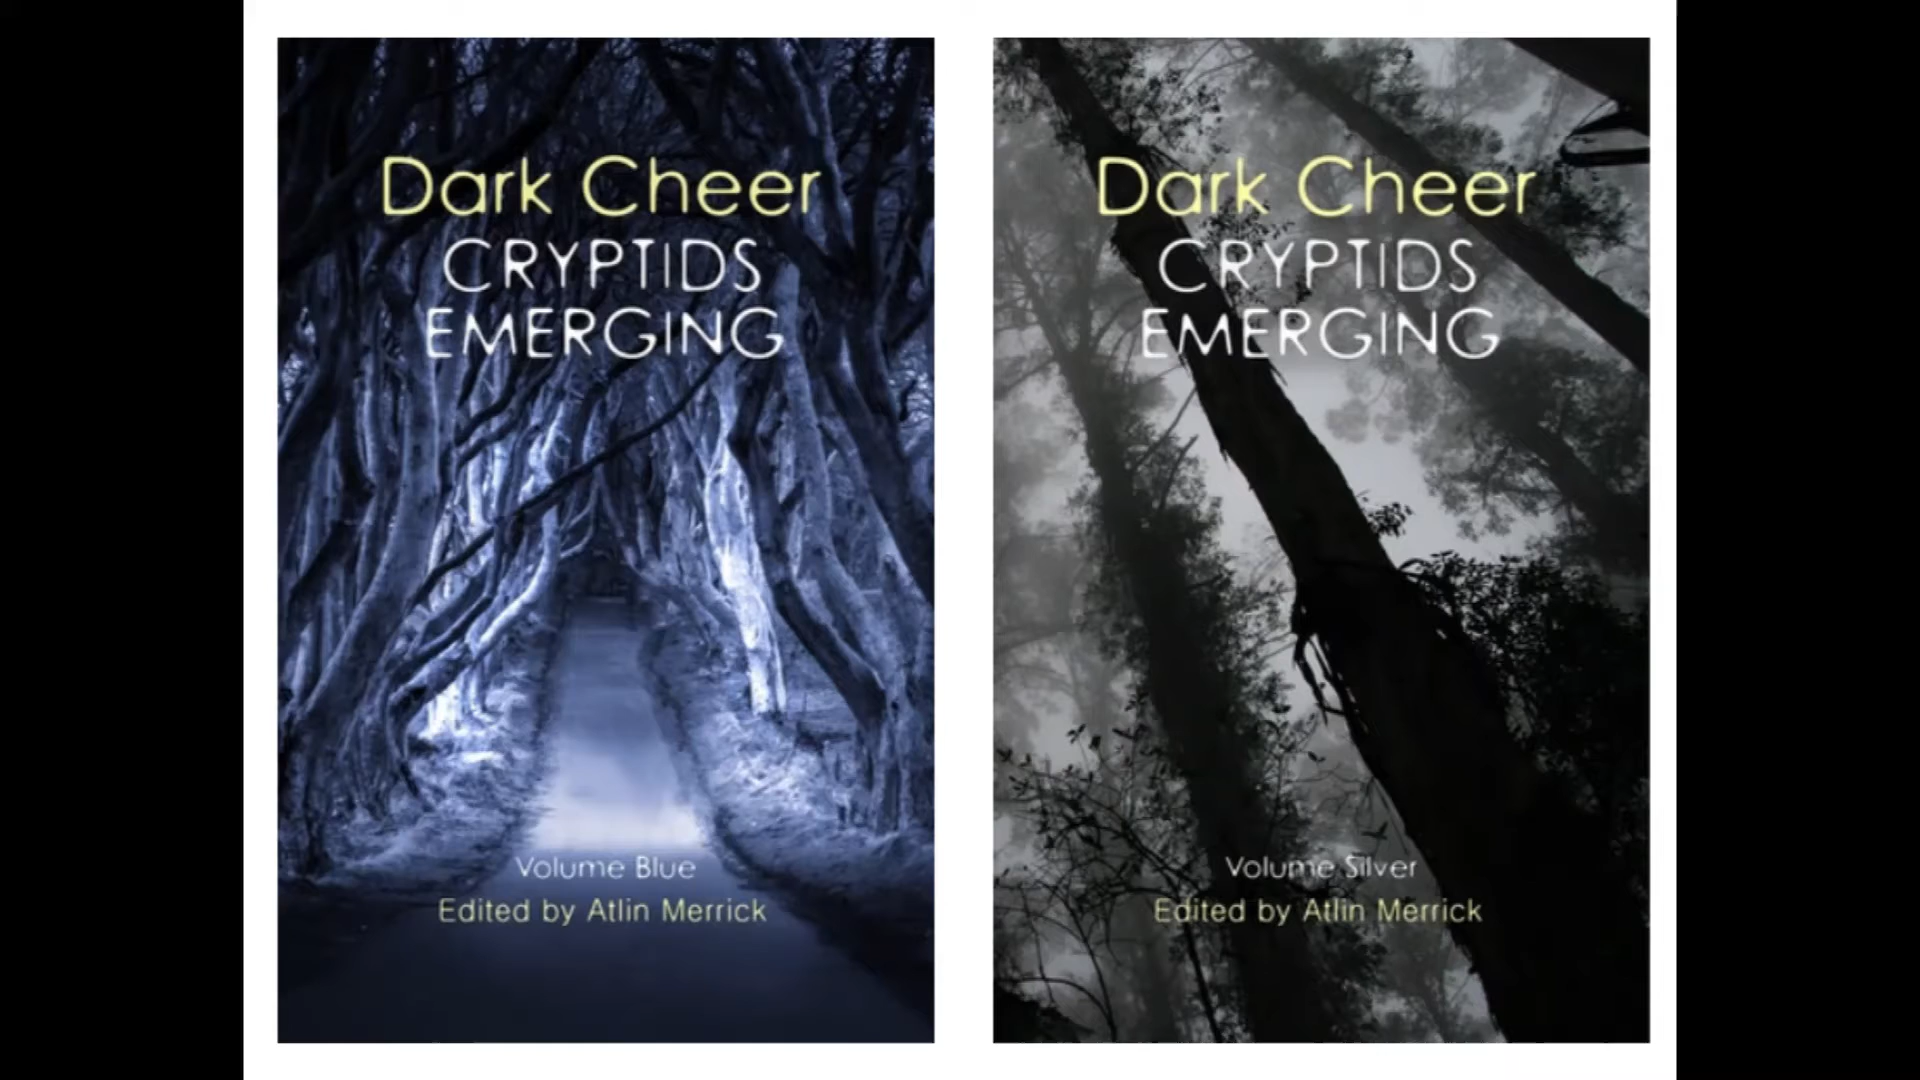 Dark Cheer
CRYPTIDS
EMERGING
Volume Blue
Edited by Atlin Merrick
Dark Cheer
CRYPTIDS
EMERGING
Volume Silver
Edited by Atlin Merrick